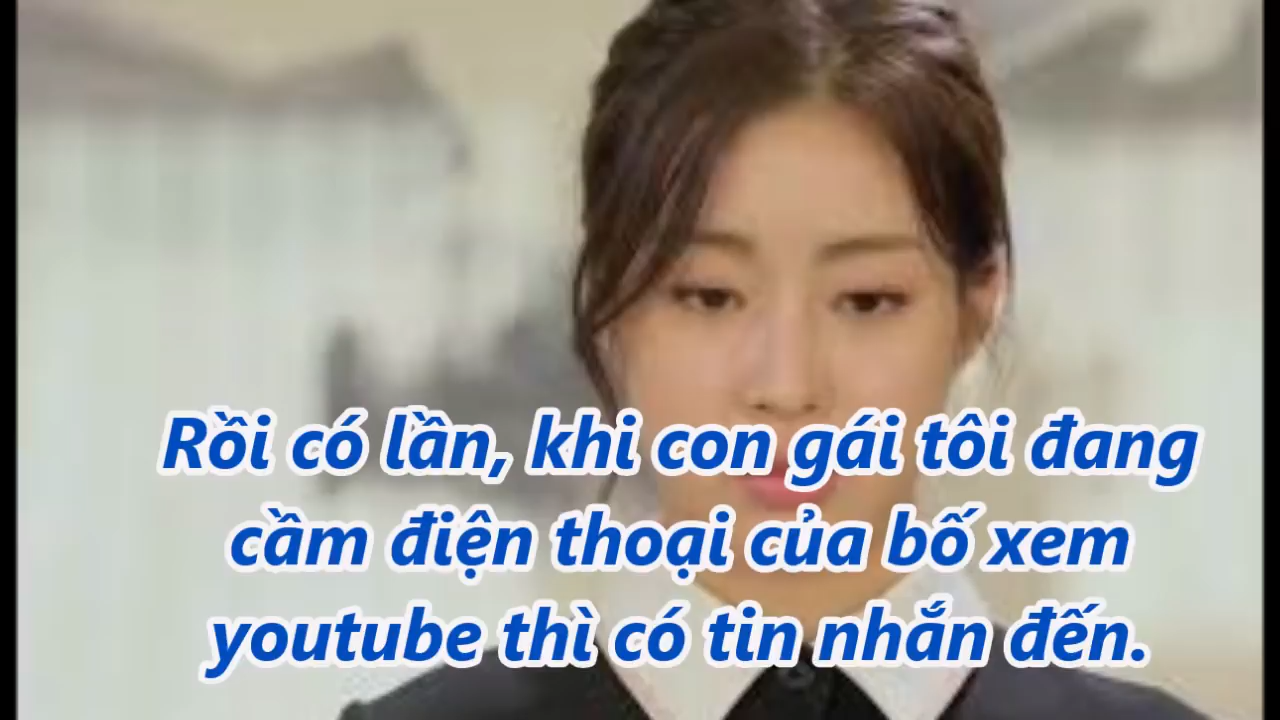 Rồi có lần, khi con gái tôi đang
cầm điện thoại của bố xem
youtube thì có tin nhắn đến.